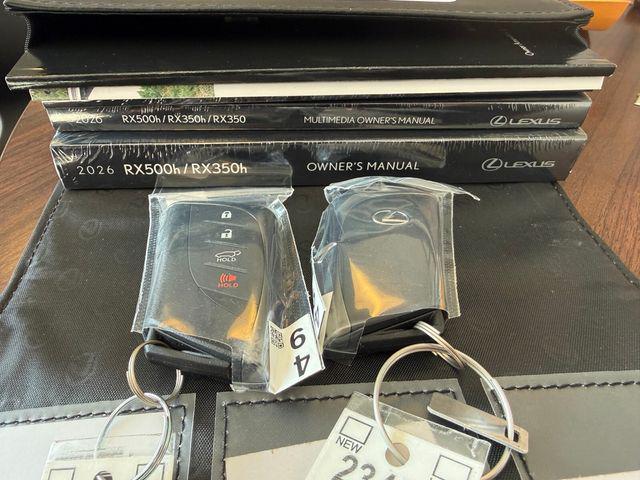 2026 RX500h/RX350h/RX350 MULTIMEDIA OWNER'S MANUAL LEXUS
2026 RX500h/RX350h OWNER'S MANUAL LEXUS
HOLD
HOLD
49
NEW
234